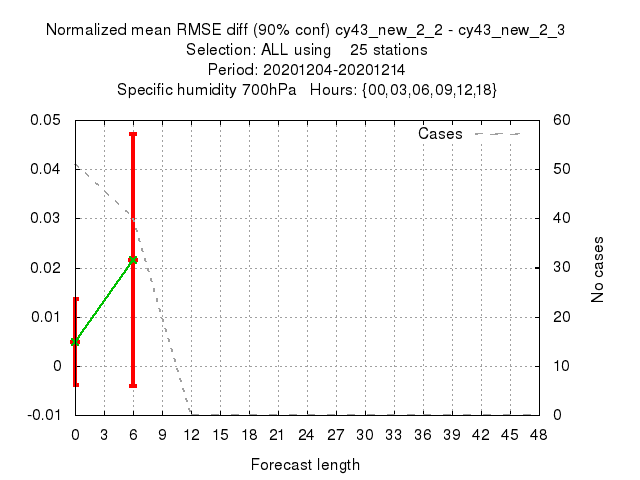 Normalized mean RMSE diff (90% conf) cy43_new_2_2 - cy43_new_2_3
Selection: ALL using    25 stations
Period: 20201204-20201214
Specific humidity 700hPa   Hours: {00,03,06,09,12,18}
Cases
0.05
0.04
0.03
0.02
0.01
0
-0.01
60
50
40
30
20
10
0
No cases
0 3 6 9 12 15 18 21 24 27 30 33 36 39 42 45 48
Forecast length